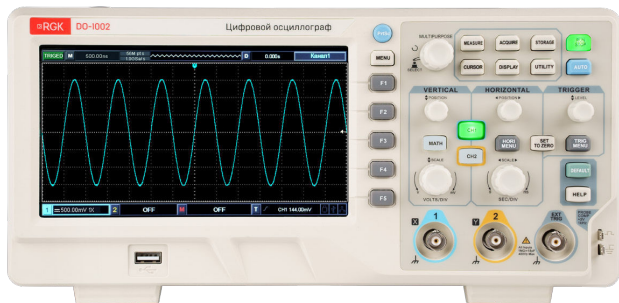 RGK DO-1002 Цифровой осциллограф
TRIGED M 500.00ns D 0.000s Канал1
1 500.00mV 1X 2 OFF M OFF T CH1 144.00mV
MENU
F1
F2
F3
F4
F5
MULTIPURPOSE
SELECT
MEASURE ACQUIRE STORAGE
CURSOR DISPLAY UTILITY AUTO
VERTICAL HORIZONTAL TRIGGER
POSITION POSITION LEVEL
CH1
MATH HORI MENU SET TO ZERO TRIG MENU
CH2
SCALE SCALE
DEFAULT
VOLTS/DIV SEC/DIV
HELP
X 1 Y 2 EXT TRIG